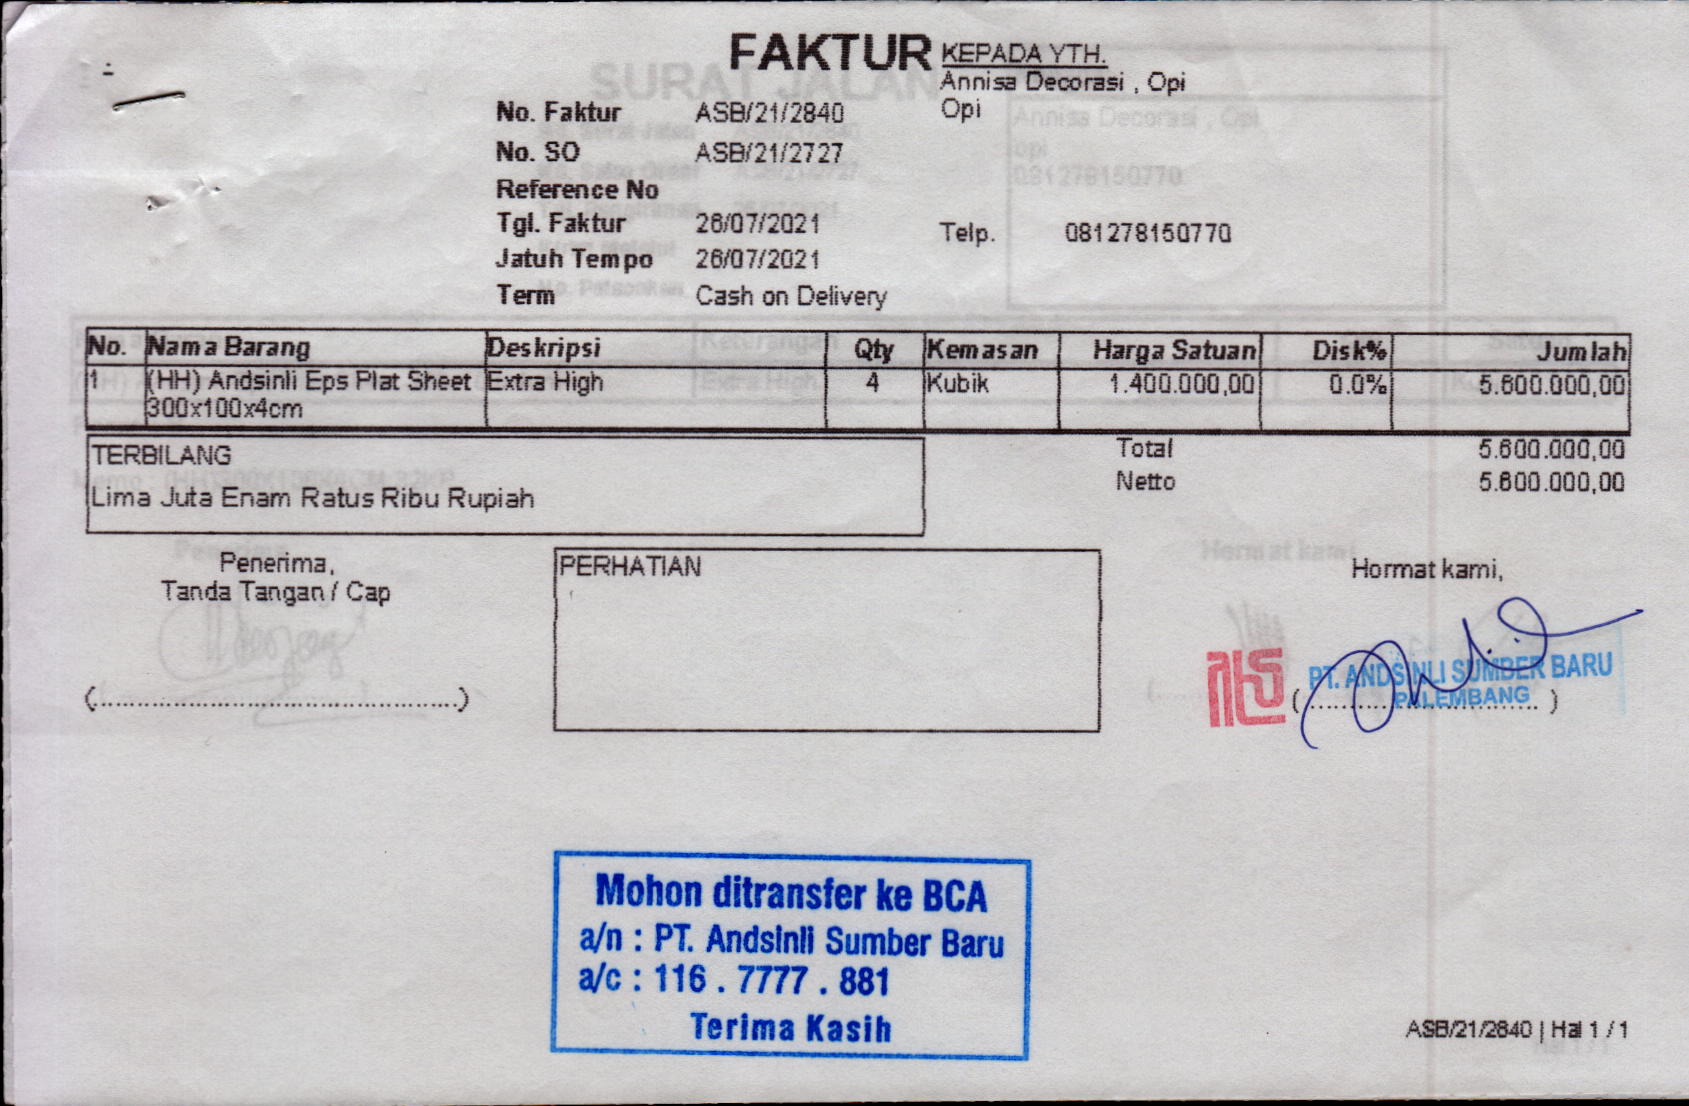 FAKTUR
No. Faktur ASB/21/2840
No. SO ASB/21/2727
Reference No
Tgl. Faktur 26/07/2021
Jatuh Tempo 26/07/2021
Term Cash on Delivery
KEPADA YTH.
Annisa Decorasi , Opi
Opi
Telp. 081278150770
No. Nama Barang Deskripsi Qty Kemasan Harga Satuan Disk% Jumlah
1 (HH) Andsinli Eps Plat Sheet Extra High 4 Kubik 1.400.000,00 0.0% 5.600.000,00
300x100x4cm
TERBILANG
Lima Juta Enam Ratus Ribu Rupiah
Total 5.600.000,00
Netto 5.600.000,00
Penerima,
Tanda Tangan / Cap
(................................................)
PERHATIAN
Hormat kami,
PT. ANDSINLI SUMBER BARU
PALEMBANG
(................................)
Mohon ditransfer ke BCA
a/n : PT. Andsinli Sumber Baru
a/c : 116 . 7777 . 881
Terima Kasih
ASB/21/2840 | Hal 1 / 1